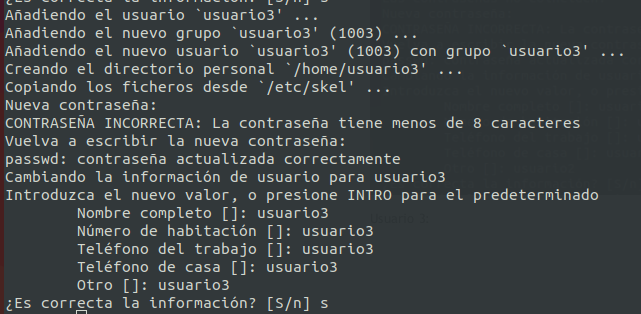 ¿Es correcta la información? [S/n] s
Añadiendo el usuario `usuario3' ...
Añadiendo el nuevo grupo `usuario3' (1003) ...
Añadiendo el nuevo usuario `usuario3' (1003) con grupo `usuario3' ...
Creando el directorio personal `/home/usuario3' ...
Copiando los ficheros desde `/etc/skel' ...
Nueva contraseña:
CONTRASEÑA INCORRECTA: La contraseña tiene menos de 8 caracteres
Vuelva a escribir la nueva contraseña:
passwd: contraseña actualizada correctamente
Cambiando la información de usuario para usuario3
Introduzca el nuevo valor, o presione INTRO para el predeterminado
Nombre completo []: usuario3
Número de habitación []: usuario3
Teléfono del trabajo []: usuario3
Teléfono de casa []: usuario3
Otro []: usuario3
¿Es correcta la información? [S/n] s